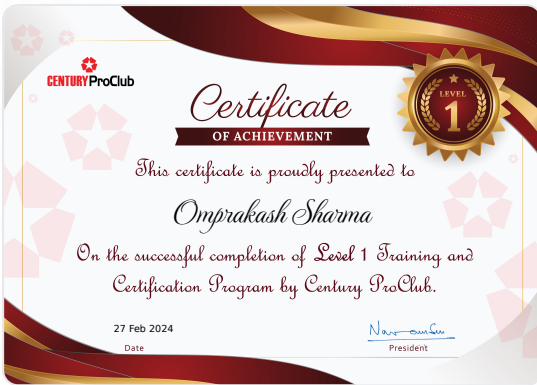 CENTURY ProClub
Certificate
OF ACHIEVEMENT
LEVEL
1
This certificate is proudly presented to
Omprakash Sharma
On the successful completion of Level 1 Training and
Certification Program by Century ProClub.
27 Feb 2024
Date
President